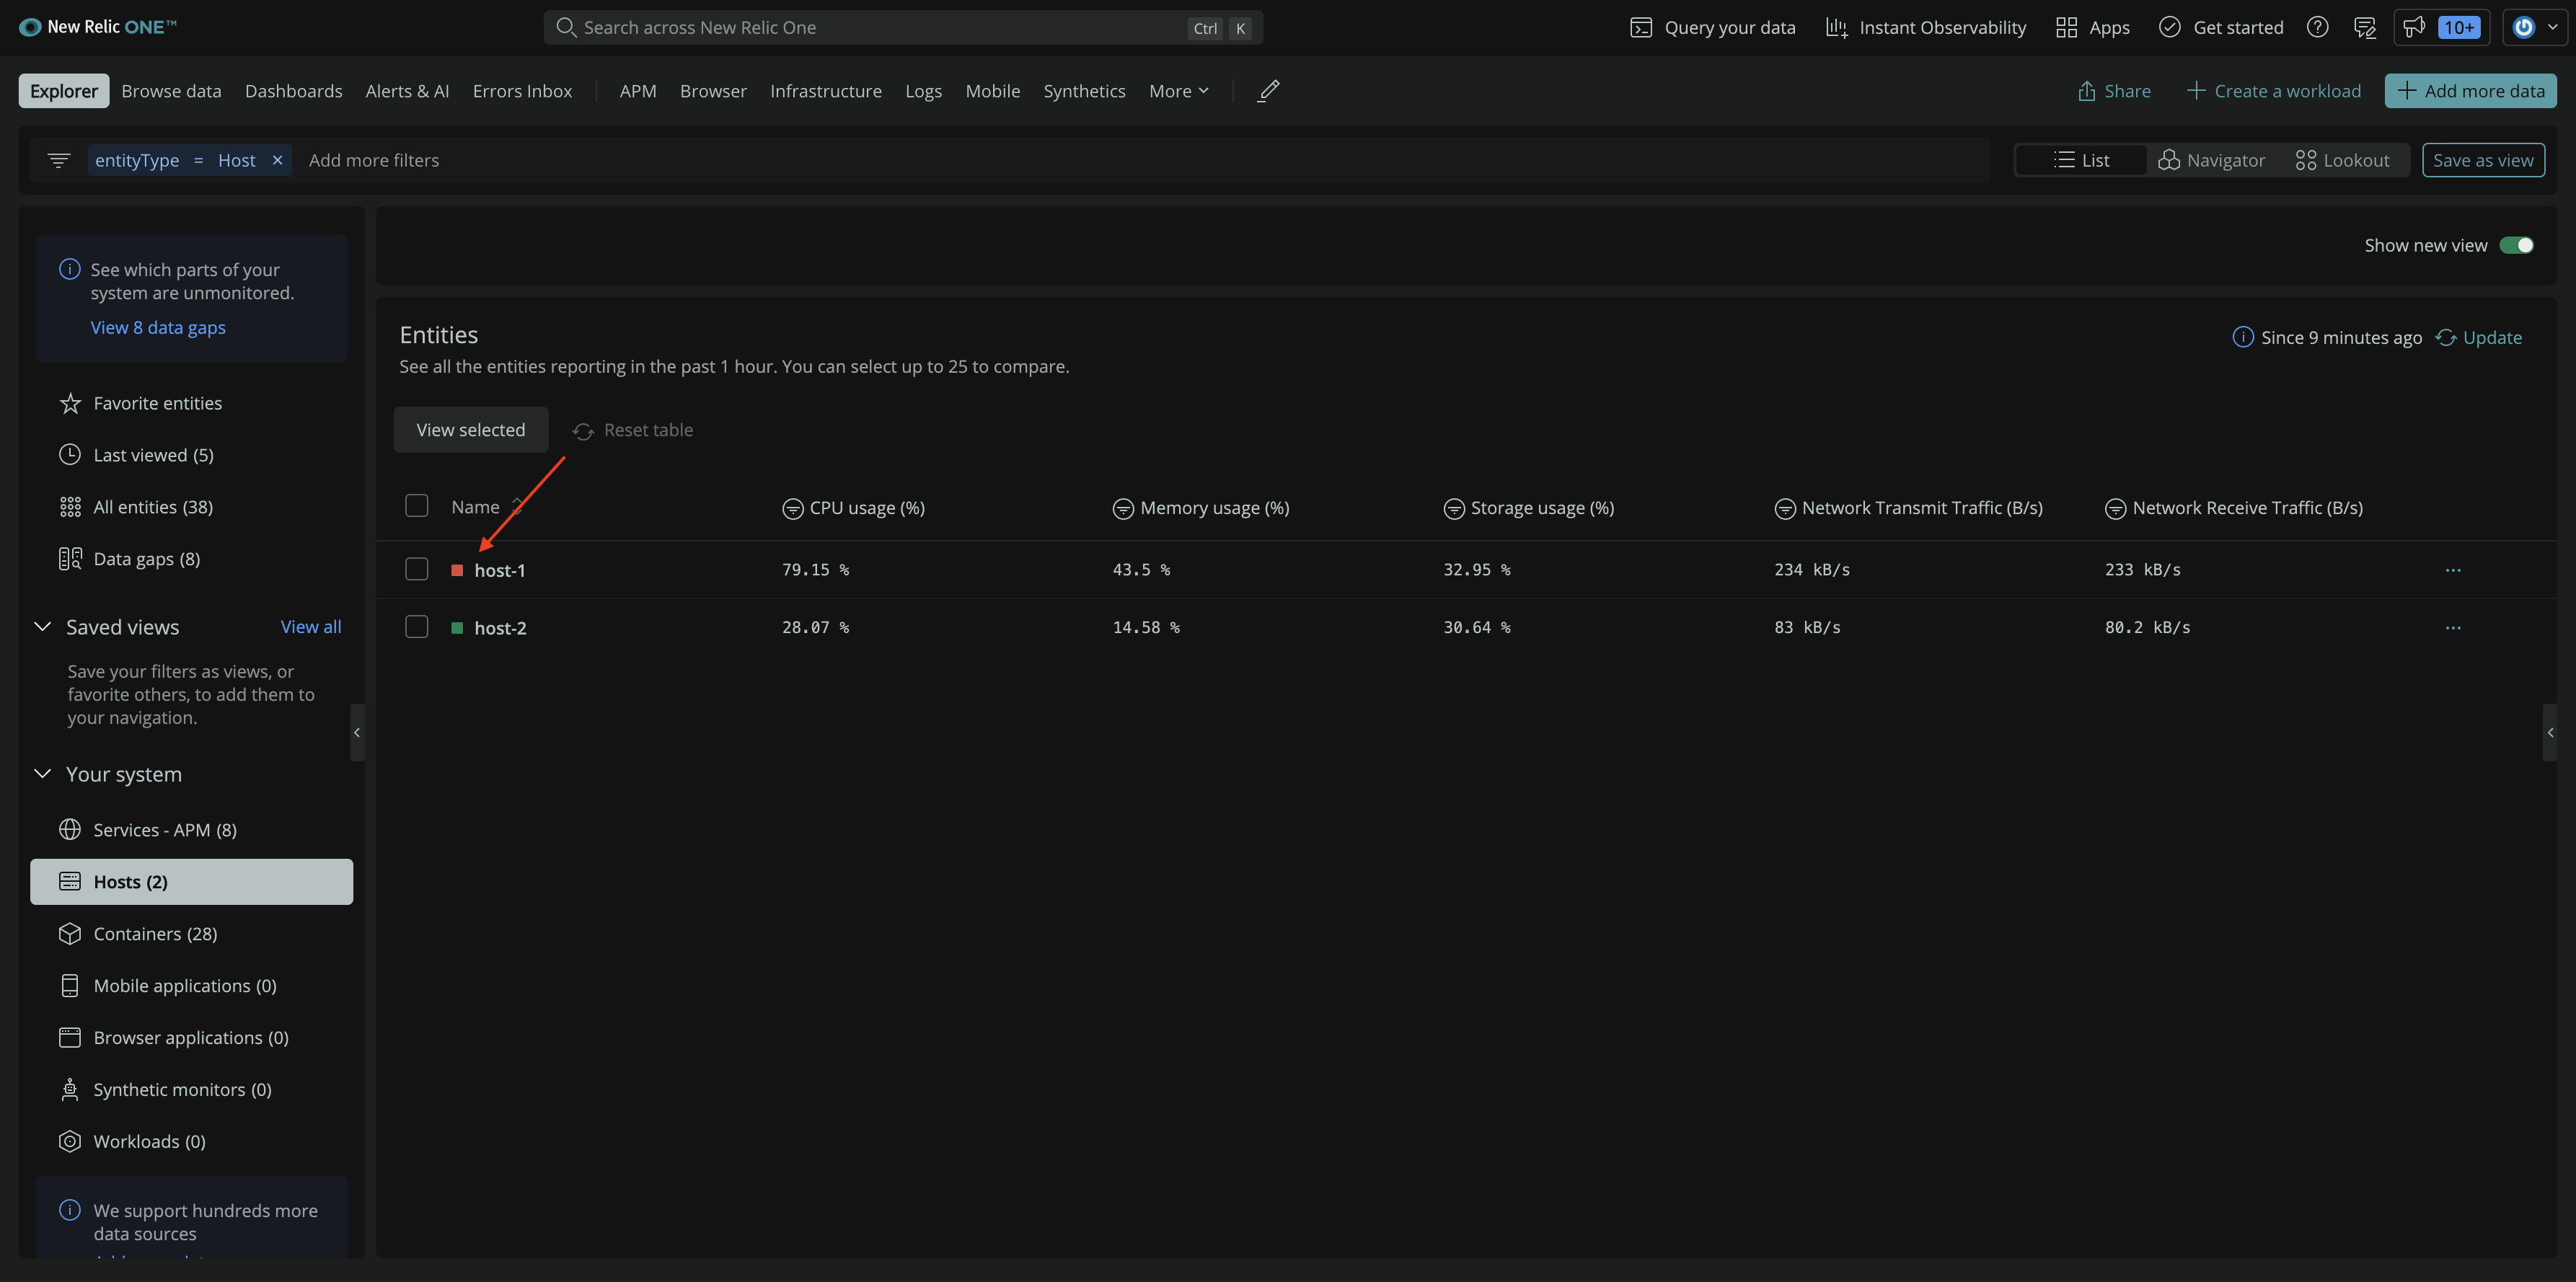 New Relic ONE™
Search across New Relic One
Ctrl K
Query your data
Instant Observability
Apps
Get started
10+
Explorer
Browse data
Dashboards
Alerts & AI
Errors Inbox
APM
Browser
Infrastructure
Logs
Mobile
Synthetics
More
Share
Create a workload
Add more data
entityType = Host
Add more filters
List
Navigator
Lookout
Save as view
See which parts of your
system are unmonitored.
View 8 data gaps
Favorite entities
Last viewed (5)
All entities (38)
Data gaps (8)
Saved views
View all
Save your filters as views, or
favorite others, to add them to
your navigation.
Your system
Services - APM (8)
Hosts (2)
Containers (28)
Mobile applications (0)
Browser applications (0)
Synthetic monitors (0)
Workloads (0)
We support hundreds more
data sources
Show new view
Entities
Since 9 minutes ago
Update
See all the entities reporting in the past 1 hour. You can select up to 25 to compare.
View selected
Reset table
Name
CPU usage (%)
Memory usage (%)
Storage usage (%)
Network Transmit Traffic (B/s)
Network Receive Traffic (B/s)
host-1
79.15 %
43.5 %
32.95 %
234 kB/s
233 kB/s
...
host-2
28.07 %
14.58 %
30.64 %
83 kB/s
80.2 kB/s
...